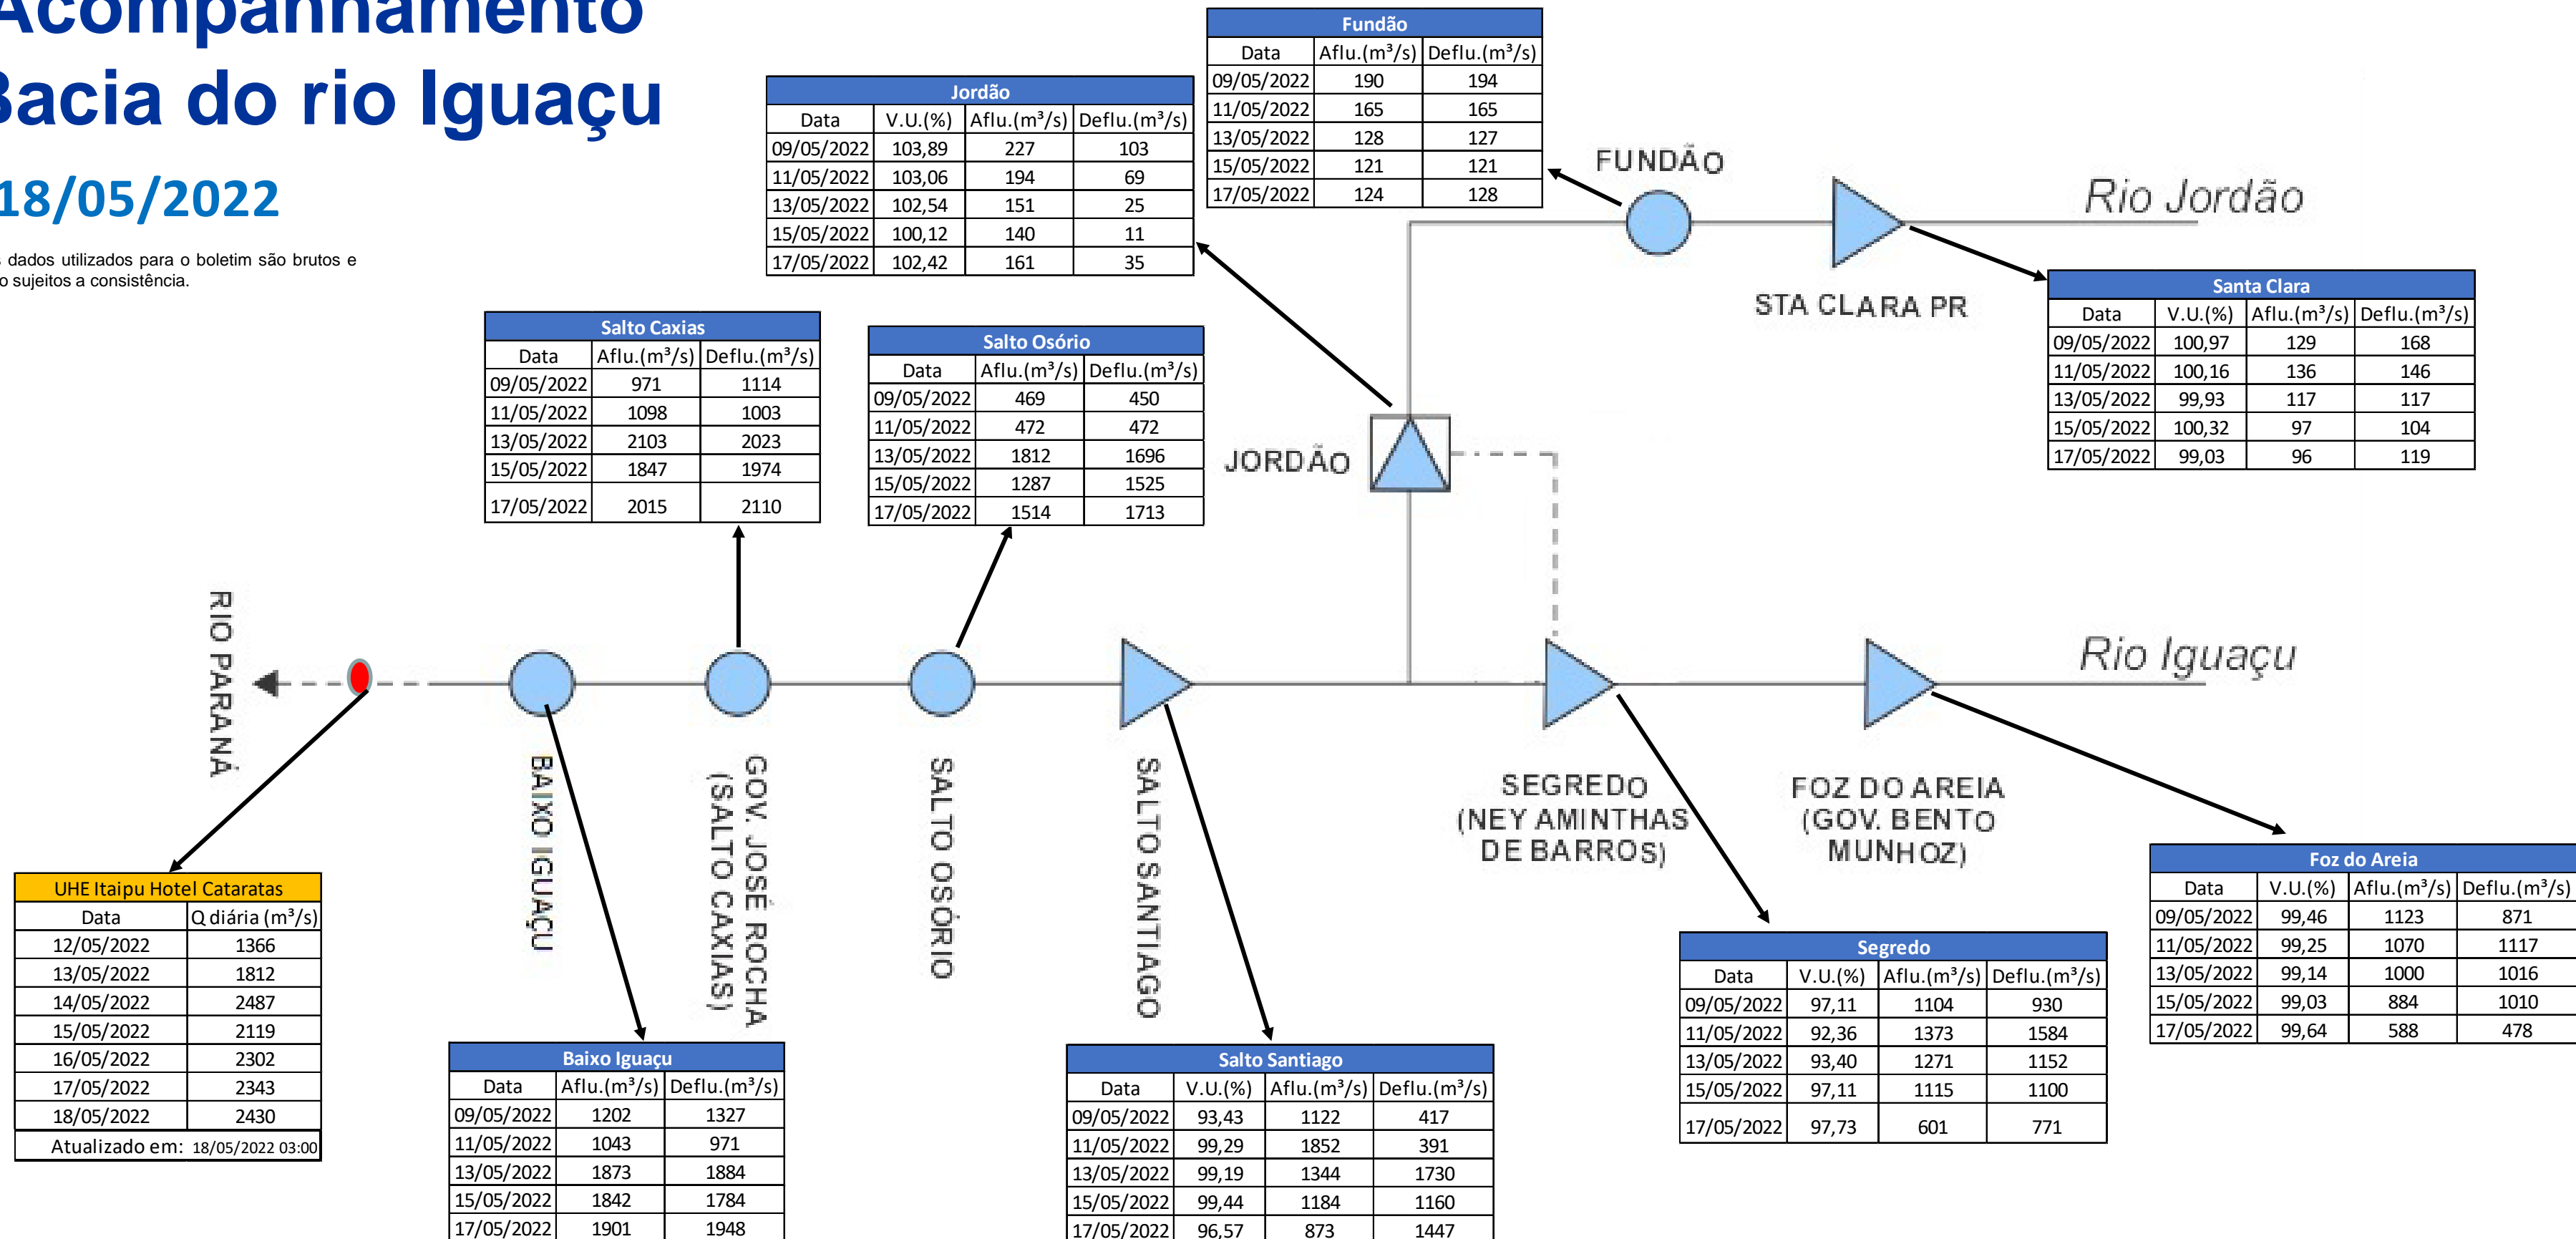 Acompanhamento
Bacia do rio Iguaçu
18/05/2022
s dados utilizados para o boletim são brutos e
o sujeitos a consistência.
Fundão
Data Aflu.(m³/s) Deflu.(m³/s)
09/05/2022 190 194
11/05/2022 165 165
13/05/2022 128 127
15/05/2022 121 121
17/05/2022 124 128
Jordão
Data V.U.(%) Aflu.(m³/s) Deflu.(m³/s)
09/05/2022 103,89 227 103
11/05/2022 103,06 194 69
13/05/2022 102,54 151 25
15/05/2022 100,12 140 11
17/05/2022 102,42 161 35
FUNDÃO
STA CLARA PR
Rio Jordão
Santa Clara
Data V.U.(%) Aflu.(m³/s) Deflu.(m³/s)
09/05/2022 100,97 129 168
11/05/2022 100,16 136 146
13/05/2022 99,93 117 117
15/05/2022 100,32 97 104
17/05/2022 99,03 96 119
Salto Caxias
Data Aflu.(m³/s) Deflu.(m³/s)
09/05/2022 971 1114
11/05/2022 1098 1003
13/05/2022 2103 2023
15/05/2022 1847 1974
17/05/2022 2015 2110
Salto Osório
Data Aflu.(m³/s) Deflu.(m³/s)
09/05/2022 469 450
11/05/2022 472 472
13/05/2022 1812 1696
15/05/2022 1287 1525
17/05/2022 1514 1713
JORDÃO
RIO PARANÁ
BAIXO IGUAÇU
GOV. JOSÉ ROCHA
(SALTO CAXIAS)
SALTO OSÓRIO
SALTO SANTIAGO
SEGREDO
(NEY AMINTHAS
DE BARROS)
FOZ DO AREIA
(GOV. BENTO
MUNHOZ)
Rio Iguaçu
UHE Itaipu Hotel Cataratas
Data Q diária (m³/s)
12/05/2022 1366
13/05/2022 1812
14/05/2022 2487
15/05/2022 2119
16/05/2022 2302
17/05/2022 2343
18/05/2022 2430
Atualizado em: 18/05/2022 03:00
Baixo Iguaçu
Data Aflu.(m³/s) Deflu.(m³/s)
09/05/2022 1202 1327
11/05/2022 1043 971
13/05/2022 1873 1884
15/05/2022 1842 1784
17/05/2022 1901 1948
Salto Santiago
Data V.U.(%) Aflu.(m³/s) Deflu.(m³/s)
09/05/2022 93,43 1122 417
11/05/2022 99,29 1852 391
13/05/2022 99,19 1344 1730
15/05/2022 99,44 1184 1160
17/05/2022 96,57 873 1447
Segredo
Data V.U.(%) Aflu.(m³/s) Deflu.(m³/s)
09/05/2022 97,11 1104 930
11/05/2022 92,36 1373 1584
13/05/2022 93,40 1271 1152
15/05/2022 97,11 1115 1100
17/05/2022 97,73 601 771
Foz do Areia
Data V.U.(%) Aflu.(m³/s) Deflu.(m³/s)
09/05/2022 99,46 1123 871
11/05/2022 99,25 1070 1117
13/05/2022 99,14 1000 1016
15/05/2022 99,03 884 1010
17/05/2022 99,64 588 478